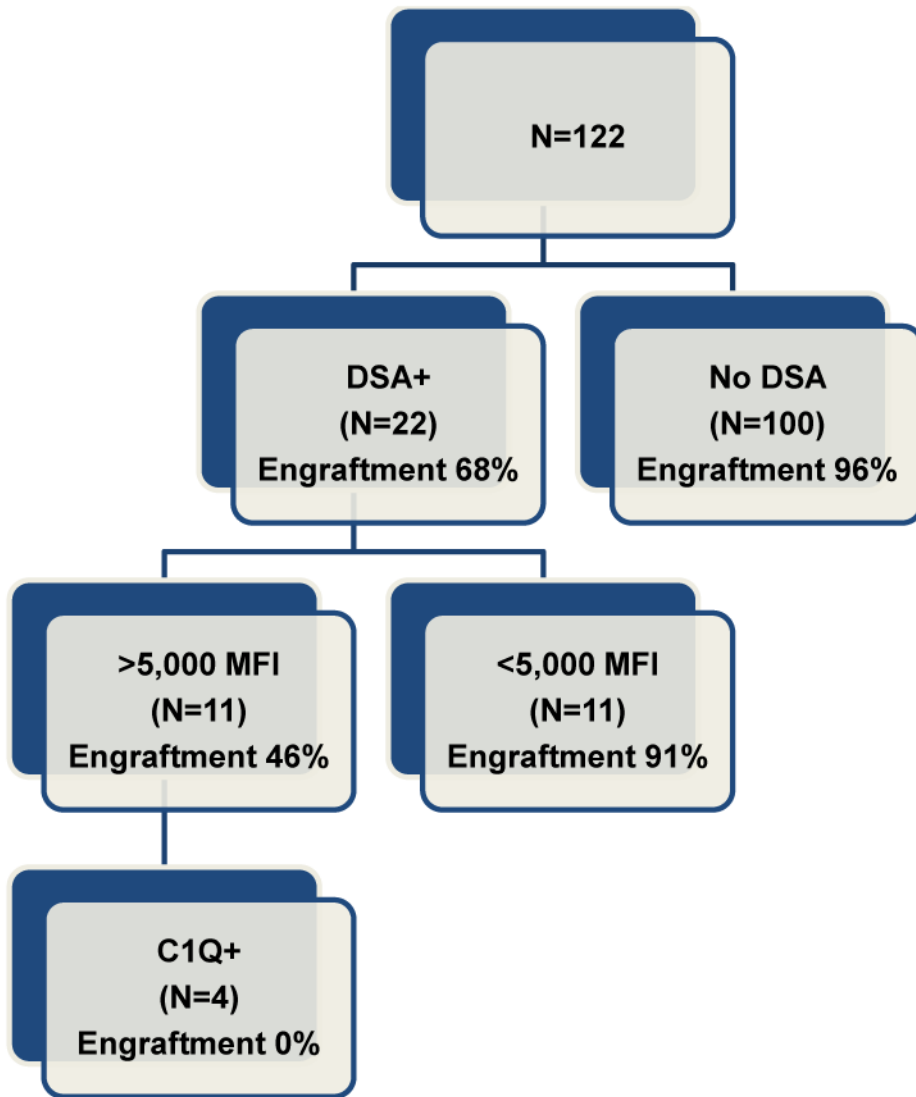 N=122
DSA+
(N=22)
Engraftment 68%
No DSA
(N=100)
Engraftment 96%
>5,000 MFI
(N=11)
Engraftment 46%
<5,000 MFI
(N=11)
Engraftment 91%
C1Q+
(N=4)
Engraftment 0%